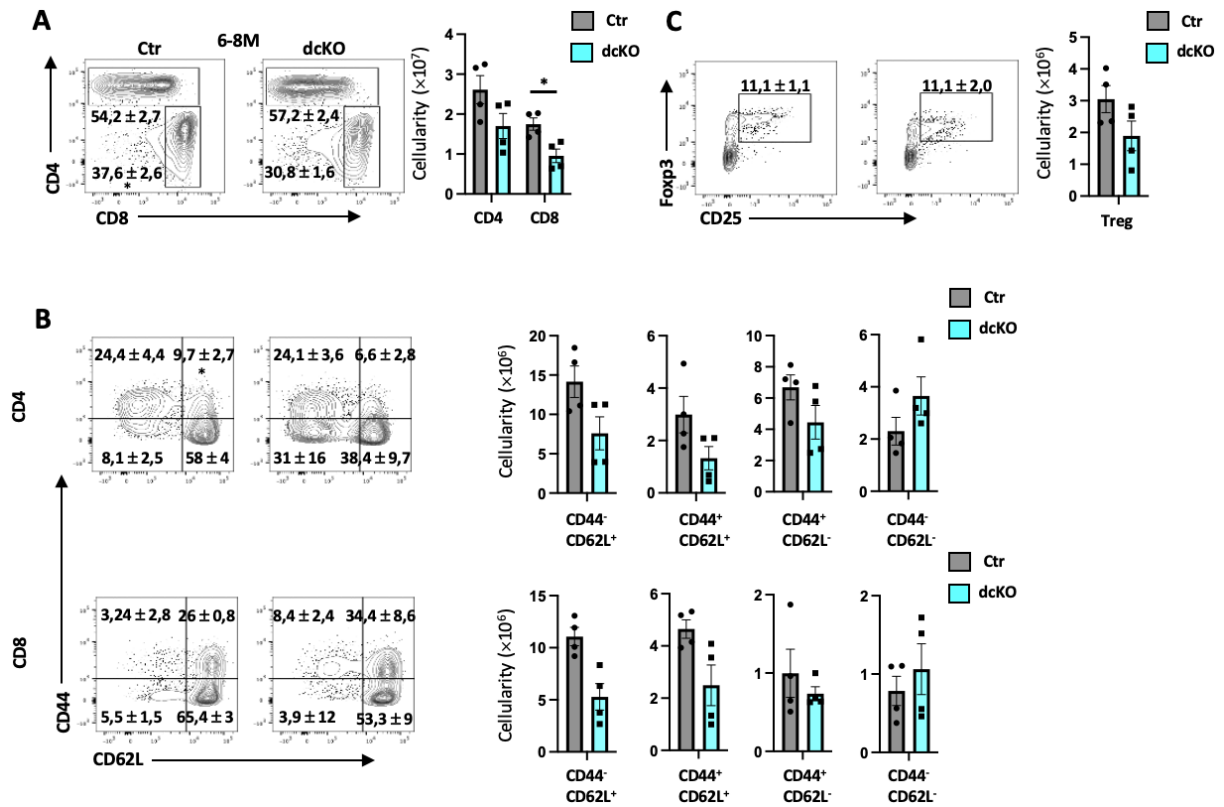 A
6-8M
Ctr
dcKO
CD4
54,2 ± 2,7
37,6 ± 2,6
*
57,2 ± 2,4
30,8 ± 1,6
CD8
Ctr
dcKO
Cellularity (×10⁷)
4
3
2
1
0
*
CD4
CD8
C
Foxp3
11,1 ± 1,1
11,1 ± 2,0
CD25
Ctr
dcKO
Cellularity (×10⁶)
5
4
3
2
1
0
Treg
B
CD4
24,4 ± 4,4
9,7 ± 2,7
*
8,1 ± 2,5
58 ± 4
24,1 ± 3,6
6,6 ± 2,8
31 ± 16
38,4 ± 9,7
Ctr
dcKO
Cellularity (×10⁶)
20
15
10
5
0
CD44⁻
CD62L⁺
6
4
2
0
CD44⁺
CD62L⁺
10
8
6
4
2
0
CD44⁺
CD62L⁻
6
4
2
0
CD44⁻
CD62L⁻
CD8
CD44
3,24 ± 2,8
26 ± 0,8
5,5 ± 1,5
65,4 ± 3
8,4 ± 2,4
34,4 ± 8,6
3,9 ± 12
53,3 ± 9
CD62L
Ctr
dcKO
Cellularity (×10⁶)
15
10
5
0
CD44⁻
CD62L⁺
6
4
2
0
CD44⁺
CD62L⁺
2
1
0
CD44⁺
CD62L⁻
2
1
0
CD44⁻
CD62L⁻